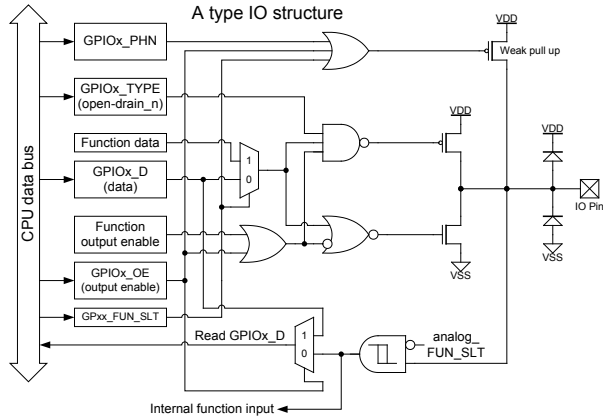 A type IO structure
CPU data bus
GPIOx_PHN
GPIOx_TYPE
(open-drain_n)
Function data
GPIOx_D
(data)
Function
output enable
GPIOx_OE
(output enable)
GPxx_FUN_SLT
1
0
VDD
Weak pull up
VDD
VSS
VDD
VSS
IO Pin
Read GPIOx_D
1
0
analog_
FUN_SLT
Internal function input